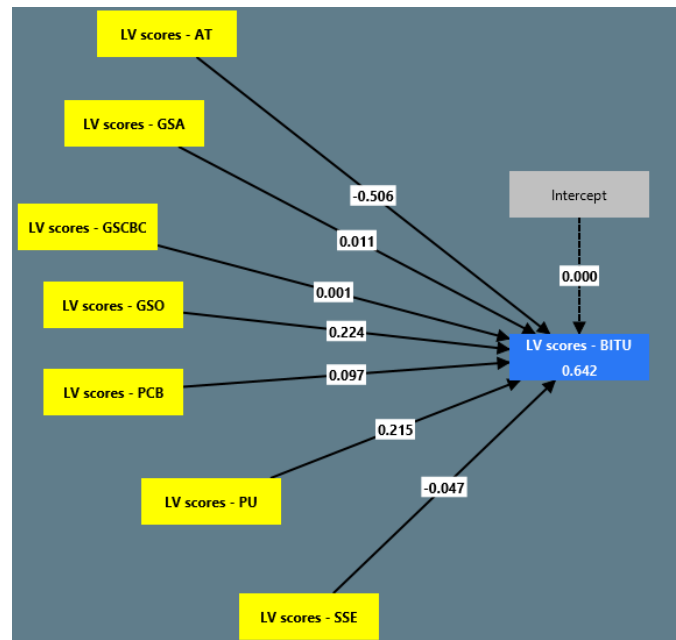 LV scores - AT
LV scores - GSA
Intercept
-0.506
LV scores - GSCBC
0.011
0.000
0.001
LV scores - GSO
0.224
LV scores - BITU
0.642
0.097
LV scores - PCB
0.215
-0.047
LV scores - PU
LV scores - SSE